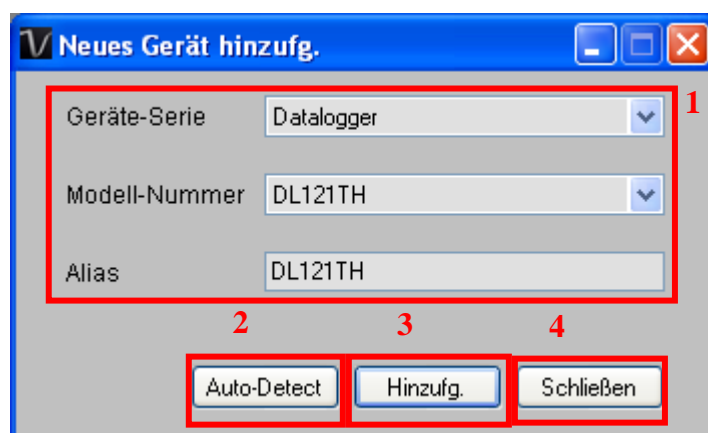 Neues Gerät hinzufg.
1
Geräte-Serie Datalogger
Modell-Nummer DL121TH
Alias DL121TH
2 3 4
Auto-Detect Hinzufg. Schließen